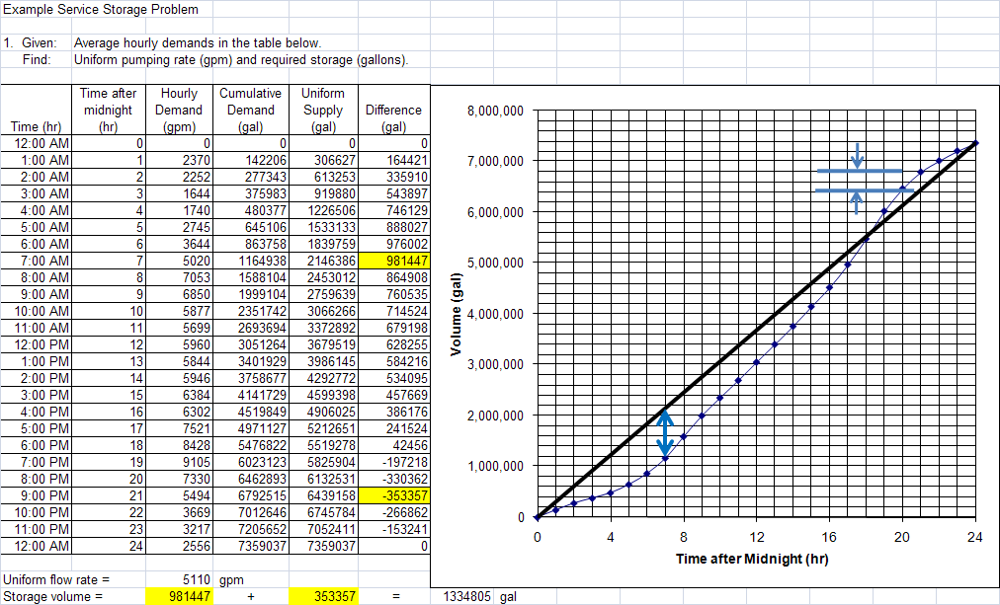 Example Service Storage Problem
1. Given: Average hourly demands in the table below.
Find: Uniform pumping rate (gpm) and required storage (gallons).
Time (hr) Time after midnight (hr) Hourly Demand (gpm) Cumulative Demand (gal) Uniform Supply (gal) Difference (gal)
12:00 AM 0 0 0 0 0
1:00 AM 1 2370 142206 306627 164421
2:00 AM 2 2252 277343 613253 335910
3:00 AM 3 1644 375983 919880 543897
4:00 AM 4 1740 480377 1226506 746129
5:00 AM 5 2745 645106 1533133 888027
6:00 AM 6 3644 863758 1839759 976002
7:00 AM 7 5020 1164938 2146386 981447
8:00 AM 8 7053 1588104 2453012 864908
9:00 AM 9 6850 1999104 2759639 760535
10:00 AM 10 5877 2351742 3066266 714524
11:00 AM 11 5699 2693694 3372892 679198
12:00 PM 12 5960 3051264 3679519 628255
1:00 PM 13 5844 3401929 3986145 584216
2:00 PM 14 5946 3758677 4292772 534095
3:00 PM 15 6384 4141729 4599398 457669
4:00 PM 16 6302 4519849 4906025 386176
5:00 PM 17 7521 4971127 5212651 241524
6:00 PM 18 8428 5476822 5519278 42456
7:00 PM 19 9105 6023123 5825904 -197218
8:00 PM 20 7330 6462893 6132531 -330362
9:00 PM 21 5494 6792515 6439158 -353357
10:00 PM 22 3669 7012646 6745784 -266862
11:00 PM 23 3217 7205652 7052411 -153241
12:00 AM 24 2556 7359037 7359037 0
Uniform flow rate = 5110 gpm
Storage volume = 981447 + 353357 = 1334805 gal
Volume (gal)
8,000,000
7,000,000
6,000,000
5,000,000
4,000,000
3,000,000
2,000,000
1,000,000
0
0 4 8 12 16 20 24
Time after Midnight (hr)